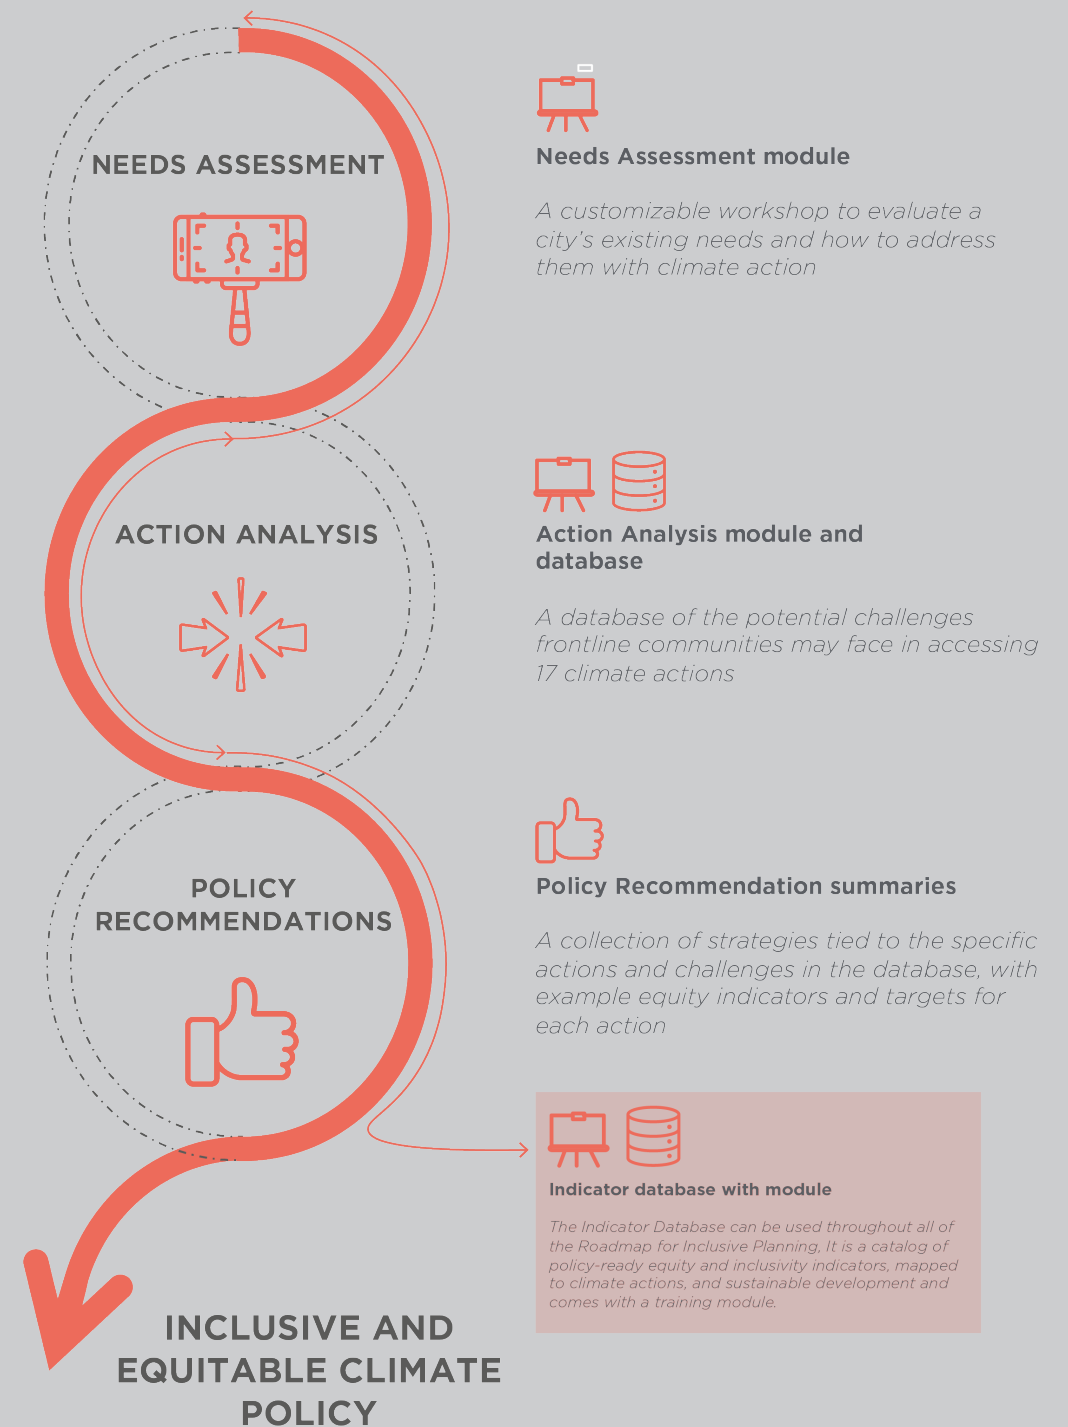 NEEDS ASSESSMENT
Needs Assessment module
A customizable workshop to evaluate a
city's existing needs and how to address
them with climate action
ACTION ANALYSIS
Action Analysis module and
database
A database of the potential challenges
frontline communities may face in accessing
17 climate actions
POLICY
RECOMMENDATIONS
Policy Recommendation summaries
A collection of strategies tied to the specific
actions and challenges in the database, with
example equity indicators and targets for
each action
Indicator database with module
The Indicator Database can be used throughout all of
the Roadmap for Inclusive Planning, It is a catalog of
policy-ready equity and inclusivity indicators, mapped
to climate actions, and sustainable development and
comes with a training module.
INCLUSIVE AND
EQUITABLE CLIMATE
POLICY